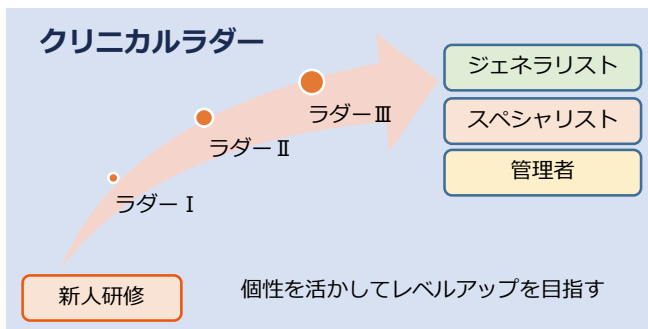 クリニカルラダー
ジェネラリスト
スペシャリスト
管理者
ラダーⅢ
ラダーⅡ
ラダーⅠ
新人研修
個性を活かしてレベルアップを目指す